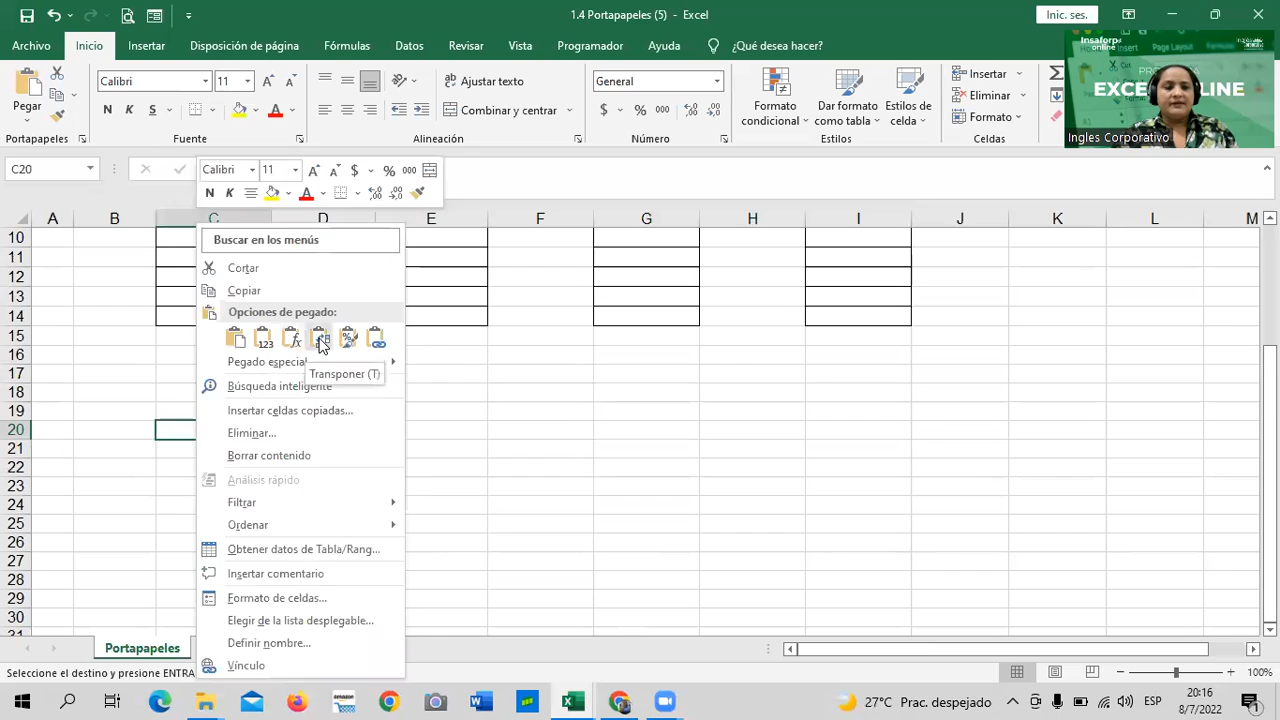 1.4 Portapapeles (5) - Excel
Inic. ses.
Archivo Inicio Insertar Disposición de página Fórmulas Datos Revisar Vista Programador Ayuda ¿Qué desea hacer?
Pegar
Calibri 11
N K S
Ajustar texto
Combinar y centrar
General
$ % 000
Formato condicional
Dar formato como tabla
Estilos de celda
Insertar
Eliminar
Formato
Portapapeles Fuente Alineación Número Estilos Celdas
Insaforp online
EXCEL ONLINE
Ingles Corporativo
C20
Calibri 11 $ % 000
N K
A B C D E F G H I J K L M
10
11
12
13
14
15
16
17
18
19
20
21
22
23
24
25
26
27
28
29
30
31
Buscar en los menús
Cortar
Copiar
Opciones de pegado:
Pegado especial
Transponer (T)
Búsqueda inteligente
Insertar celdas copiadas...
Eliminar...
Borrar contenido
Análisis rápido
Filtrar
Ordenar
Obtener datos de Tabla/Rang...
Insertar comentario
Formato de celdas...
Elegir de la lista desplegable...
Definir nombre...
Vínculo
Portapapeles
Seleccione el destino y presione ENTRA
100%
27°C Prac. despejado
ESP
20:16
8/7/2022